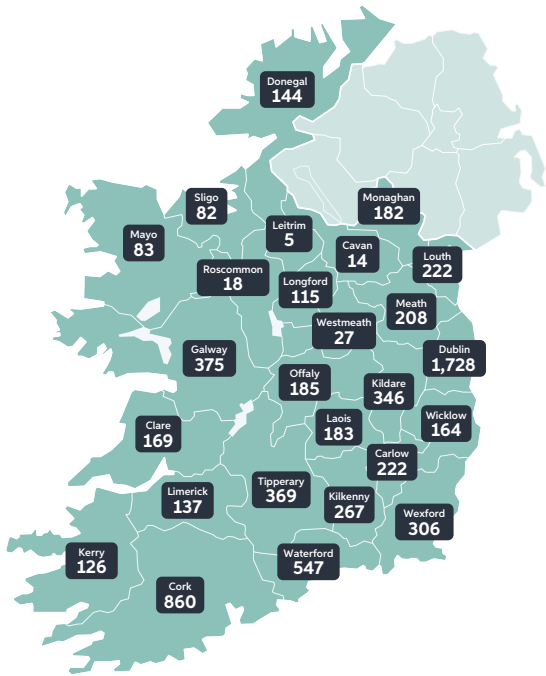 Donegal
144
Sligo
82
Monaghan
182
Mayo
83
Leitrim
5
Cavan
14
Louth
222
Roscommon
18
Longford
115
Meath
208
Westmeath
27
Galway
375
Dublin
1,728
Offaly
185
Kildare
346
Clare
169
Laois
183
Wicklow
164
Carlow
222
Limerick
137
Tipperary
369
Kilkenny
267
Wexford
306
Kerry
126
Waterford
547
Cork
860